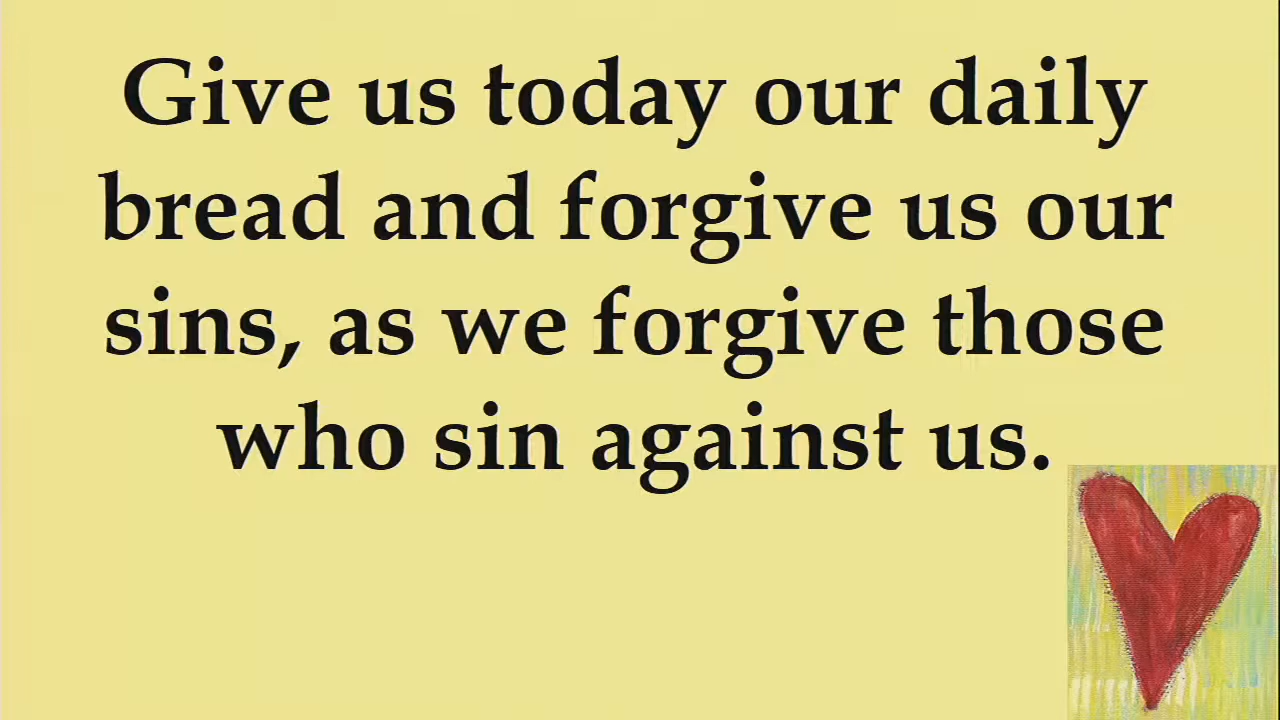 Give us today our daily
bread and forgive us our
sins, as we forgive those
who sin against us.